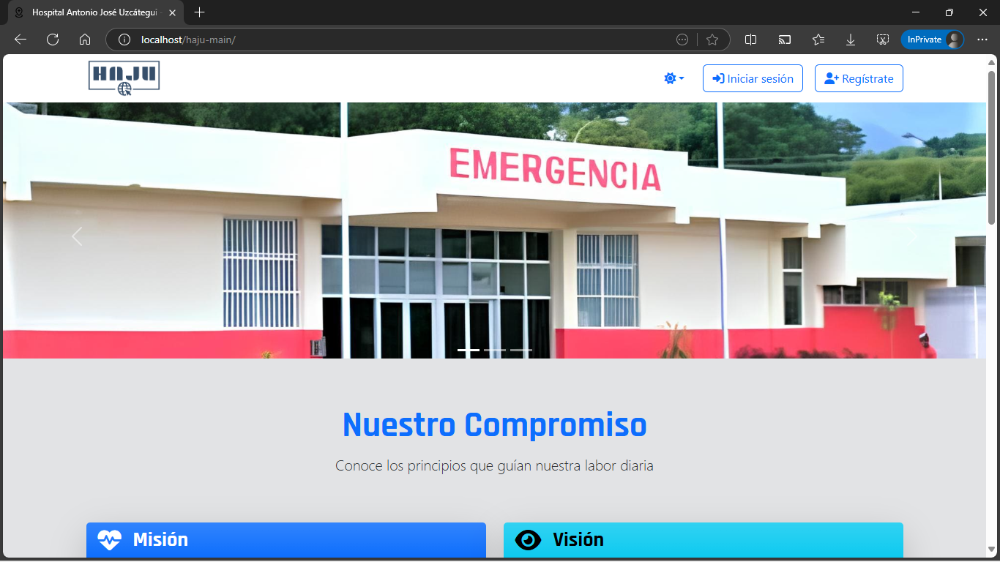 Hospital Antonio José Uzcátegui
localhost/haju-main/
InPrivate
HAJU
Iniciar sesión
Regístrate
EMERGENCIA
Nuestro Compromiso
Conoce los principios que guían nuestra labor diaria
Misión
Visión